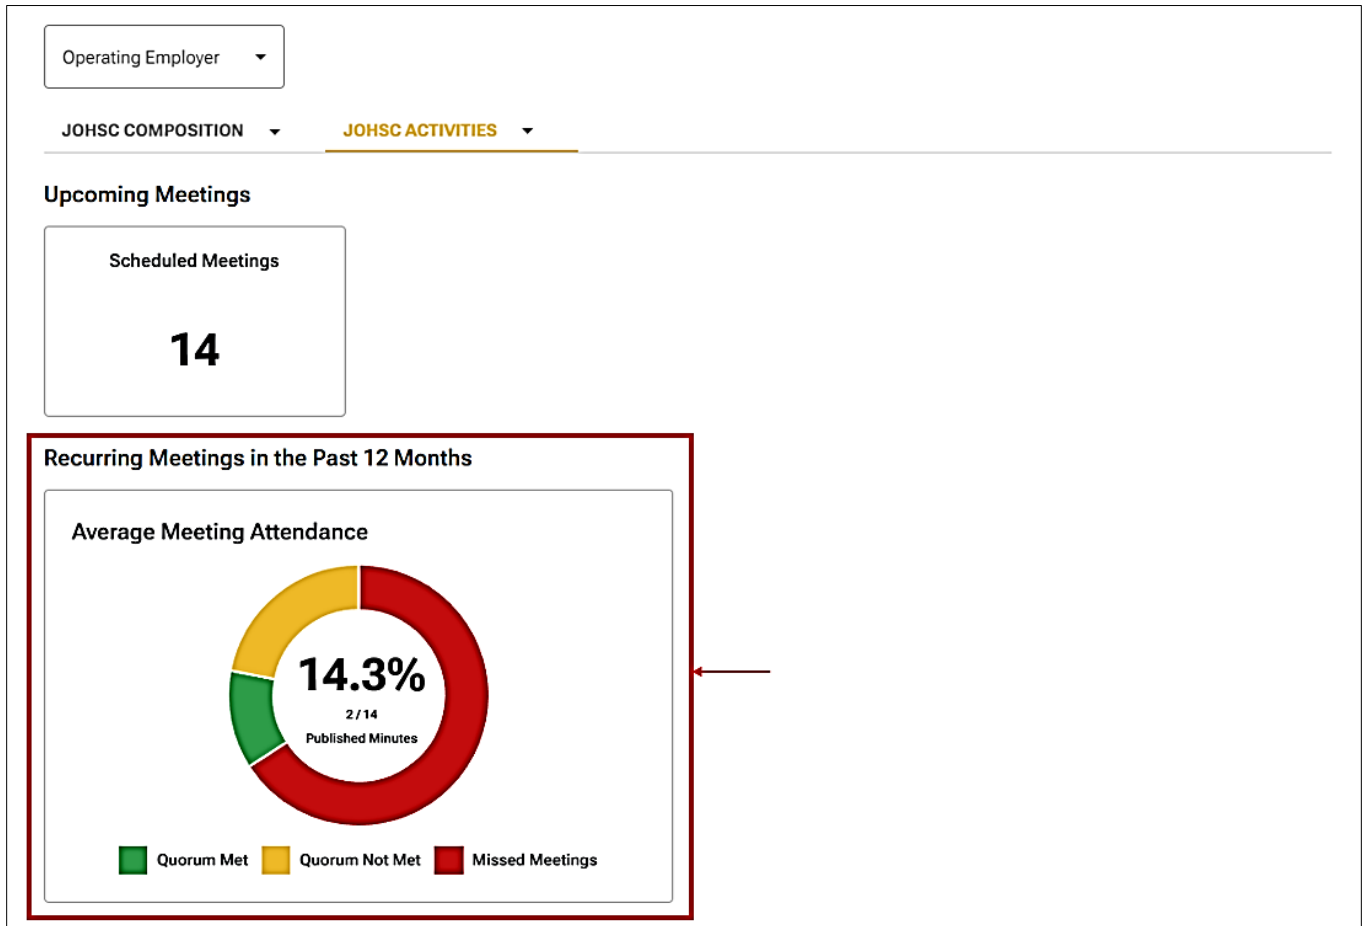 Operating Employer
JOHSC COMPOSITION JOHSC ACTIVITIES
Upcoming Meetings
Scheduled Meetings
14
Recurring Meetings in the Past 12 Months
Average Meeting Attendance
14.3%
2/14
Published Minutes
Quorum Met Quorum Not Met Missed Meetings